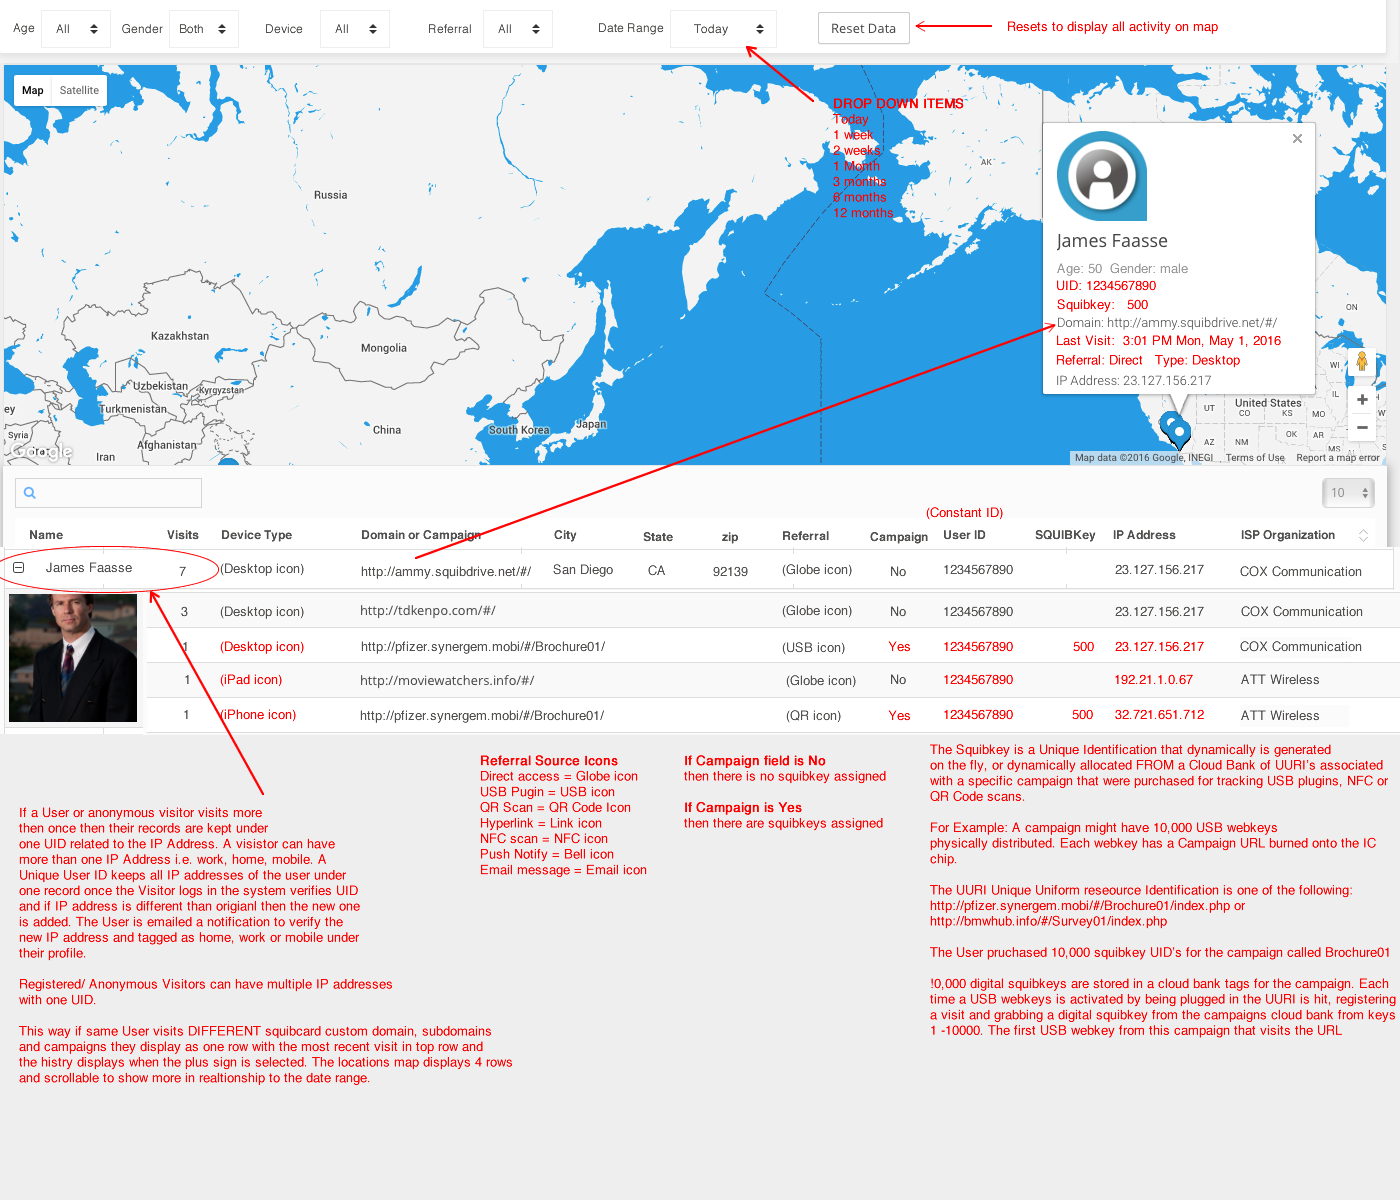 Age All Gender Both Device All Referral All Date Range Today Reset Data Resets to display all activity on map
Map Satellite
DROP DOWN ITEMS
Today
1 week
2 weeks
1 Month
3 months
6 months
12 months
AK
Russia
Kazakhstan
Mongolia
Uzbekistan
Kyrgyzstan
ey
Turkmenistan
China
South Korea
Japan
Syria
Afghanistan
Iran
Google
×
James Faasse
Age: 50 Gender: male
UID: 1234567890
Squibkey: 500
Domain: http://ammy.squibdrive.net/#/
Last Visit: 3:01 PM Mon, May 1, 2016
Referral: Direct Type: Desktop
IP Address: 23.127.156.217
ON
WI
IL
UT
United States
CO KS MO
W
AZ NM OK AR
MS
Map data ©2016 Google, INEGI Terms of Use Report a map error
10
(Constant ID)
Name Visits Device Type Domain or Campaign City State zip Referral Campaign User ID SQUIBKey IP Address ISP Organization
James Faasse 7 (Desktop icon) http://ammy.squibdrive.net/#/ San Diego CA 92139 (Globe icon) No 1234567890 23.127.156.217 COX Communication
3 (Desktop icon) http://tdkenpo.com/#/ (Globe icon) No 1234567890 23.127.156.217 COX Communication
1 (Desktop icon) http://pfizer.synergem.mobi/#/Brochure01/ (USB icon) Yes 1234567890 500 23.127.156.217 COX Communication
1 (iPad icon) http://moviewatchers.info/#/ (Globe icon) No 1234567890 192.21.1.0.67 ATT Wireless
1 (iPhone icon) http://pfizer.synergem.mobi/#/Brochure01/ (QR icon) Yes 1234567890 500 32.721.651.712 ATT Wireless
If a User or anonymous visitor visits more
then once then their records are kept under
one UID related to the IP Address. A visistor can have
more than one IP Address i.e. work, home, mobile. A
Unique User ID keeps all IP addresses of the user under
one record once the Visitor logs in the system verifies UID
and if IP address is different than origianl then the new one
is added. The User is emailed a notification to verify the
new IP address and tagged as home, work or mobile under
their profile.
Registered/ Anonymous Visitors can have multiple IP addresses
with one UID.
This way if same User visits DIFFERENT squibcard custom domain, subdomains
and campaigns they display as one row with the most recent visit in top row and
the histry displays when the plus sign is selected. The locations map displays 4 rows
and scrollable to show more in realtionship to the date range.
Referral Source Icons
Direct access = Globe icon
USB Pugin = USB icon
QR Scan = QR Code Icon
Hyperlink = Link icon
NFC scan = NFC icon
Push Notify = Bell icon
Email message = Email icon
If Campaign field is No
then there is no squibkey assigned
If Campaign is Yes
then there are squibkeys assigned
The Squibkey is a Unique Identification that dynamically is generated
on the fly, or dynamically allocated FROM a Cloud Bank of UURI's associated
with a specific campaign that were purchased for tracking USB plugins, NFC or
QR Code scans.
For Example: A campaign might have 10,000 USB webkeys
physically distributed. Each webkey has a Campaign URL burned onto the IC
chip.
The UURI Unique Uniform reseource Identification is one of the following:
http://pfizer.synergem.mobi/#/Brochure01/index.php or
http://bmwhub.info/#/Survey01/index.php
The User pruchased 10,000 squibkey UID's for the campaign called Brochure01
!0,000 digital squibkeys are stored in a cloud bank tags for the campaign. Each
time a USB webkeys is activated by being plugged in the UURI is hit, registering
a visit and grabbing a digital squibkey from the campaigns cloud bank from keys
1 -10000. The first USB webkey from this campaign that visits the URL